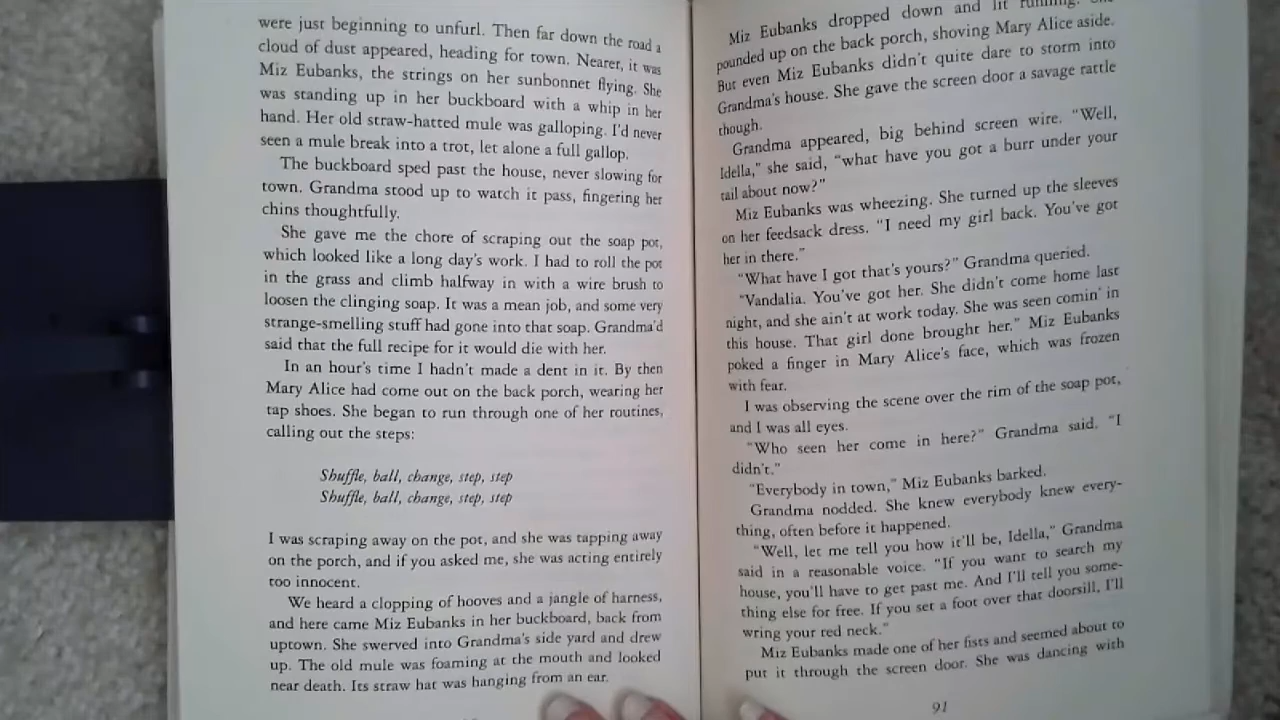 were just beginning to unfurl. Then far down the road a
cloud of dust appeared, heading for town. Nearer, it was
Miz Eubanks, the strings on her sunbonnet flying. She
was standing up in her buckboard with a whip in her
hand. Her old straw-hatted mule was galloping. I'd never
seen a mule break into a trot, let alone a full gallop.
The buckboard sped past the house, never slowing for
town. Grandma stood up to watch it pass, fingering her
chins thoughtfully.
She gave me the chore of scraping out the soap pot,
which looked like a long day's work. I had to roll the pot
in the grass and climb halfway in with a wire brush to
loosen the clinging soap. It was a mean job, and some very
strange-smelling stuff had gone into that soap. Grandma'd
said that the full recipe for it would die with her.
In an hour's time I hadn't made a dent in it. By then
Mary Alice had come out on the back porch, wearing her
tap shoes. She began to run through one of her routines,
calling out the steps:
Shuffle, ball, change, step, step
Shuffle, ball, change, step, step
I was scraping away on the pot, and she was tapping away
on the porch, and if you asked me, she was acting entirely
too innocent.
We heard a clopping of hooves and a jangle of harness,
and here came Miz Eubanks in her buckboard, back from
uptown. She swerved into Grandma's side yard and drew
up. The old mule was foaming at the mouth and looked
near death. Its straw hat was hanging from an ear.
Miz Eubanks dropped down and lit running. She
pounded up on the back porch, shoving Mary Alice aside.
But even Miz Eubanks didn't quite dare to storm into
Grandma's house. She gave the screen door a savage rattle
though.
Grandma appeared, big behind screen wire. "Well,
Idella," she said, "what have you got a burr under your
tail about now?"
Miz Eubanks was wheezing. She turned up the sleeves
on her feedsack dress. "I need my girl back. You've got
her in there."
"What have I got that's yours?" Grandma queried.
"Vandalia. You've got her. She didn't come home last
night, and she ain't at work today. She was seen comin' in
this house. That girl done brought her." Miz Eubanks
poked a finger in Mary Alice's face, which was frozen
with fear.
I was observing the scene over the rim of the soap pot,
and I was all eyes.
"Who seen her come in here?" Grandma said. "I
didn't."
"Everybody in town," Miz Eubanks barked.
Grandma nodded. She knew everybody knew every-
thing, often before it happened.
"Well, let me tell you how it'll be, Idella," Grandma
said in a reasonable voice. "If you want to search my
house, you'll have to get past me. And I'll tell you some-
thing else for free. If you set a foot over that doorsill, I'll
wring your red neck."
Miz Eubanks made one of her fists and seemed about to
put it through the screen door. She was dancing with
91